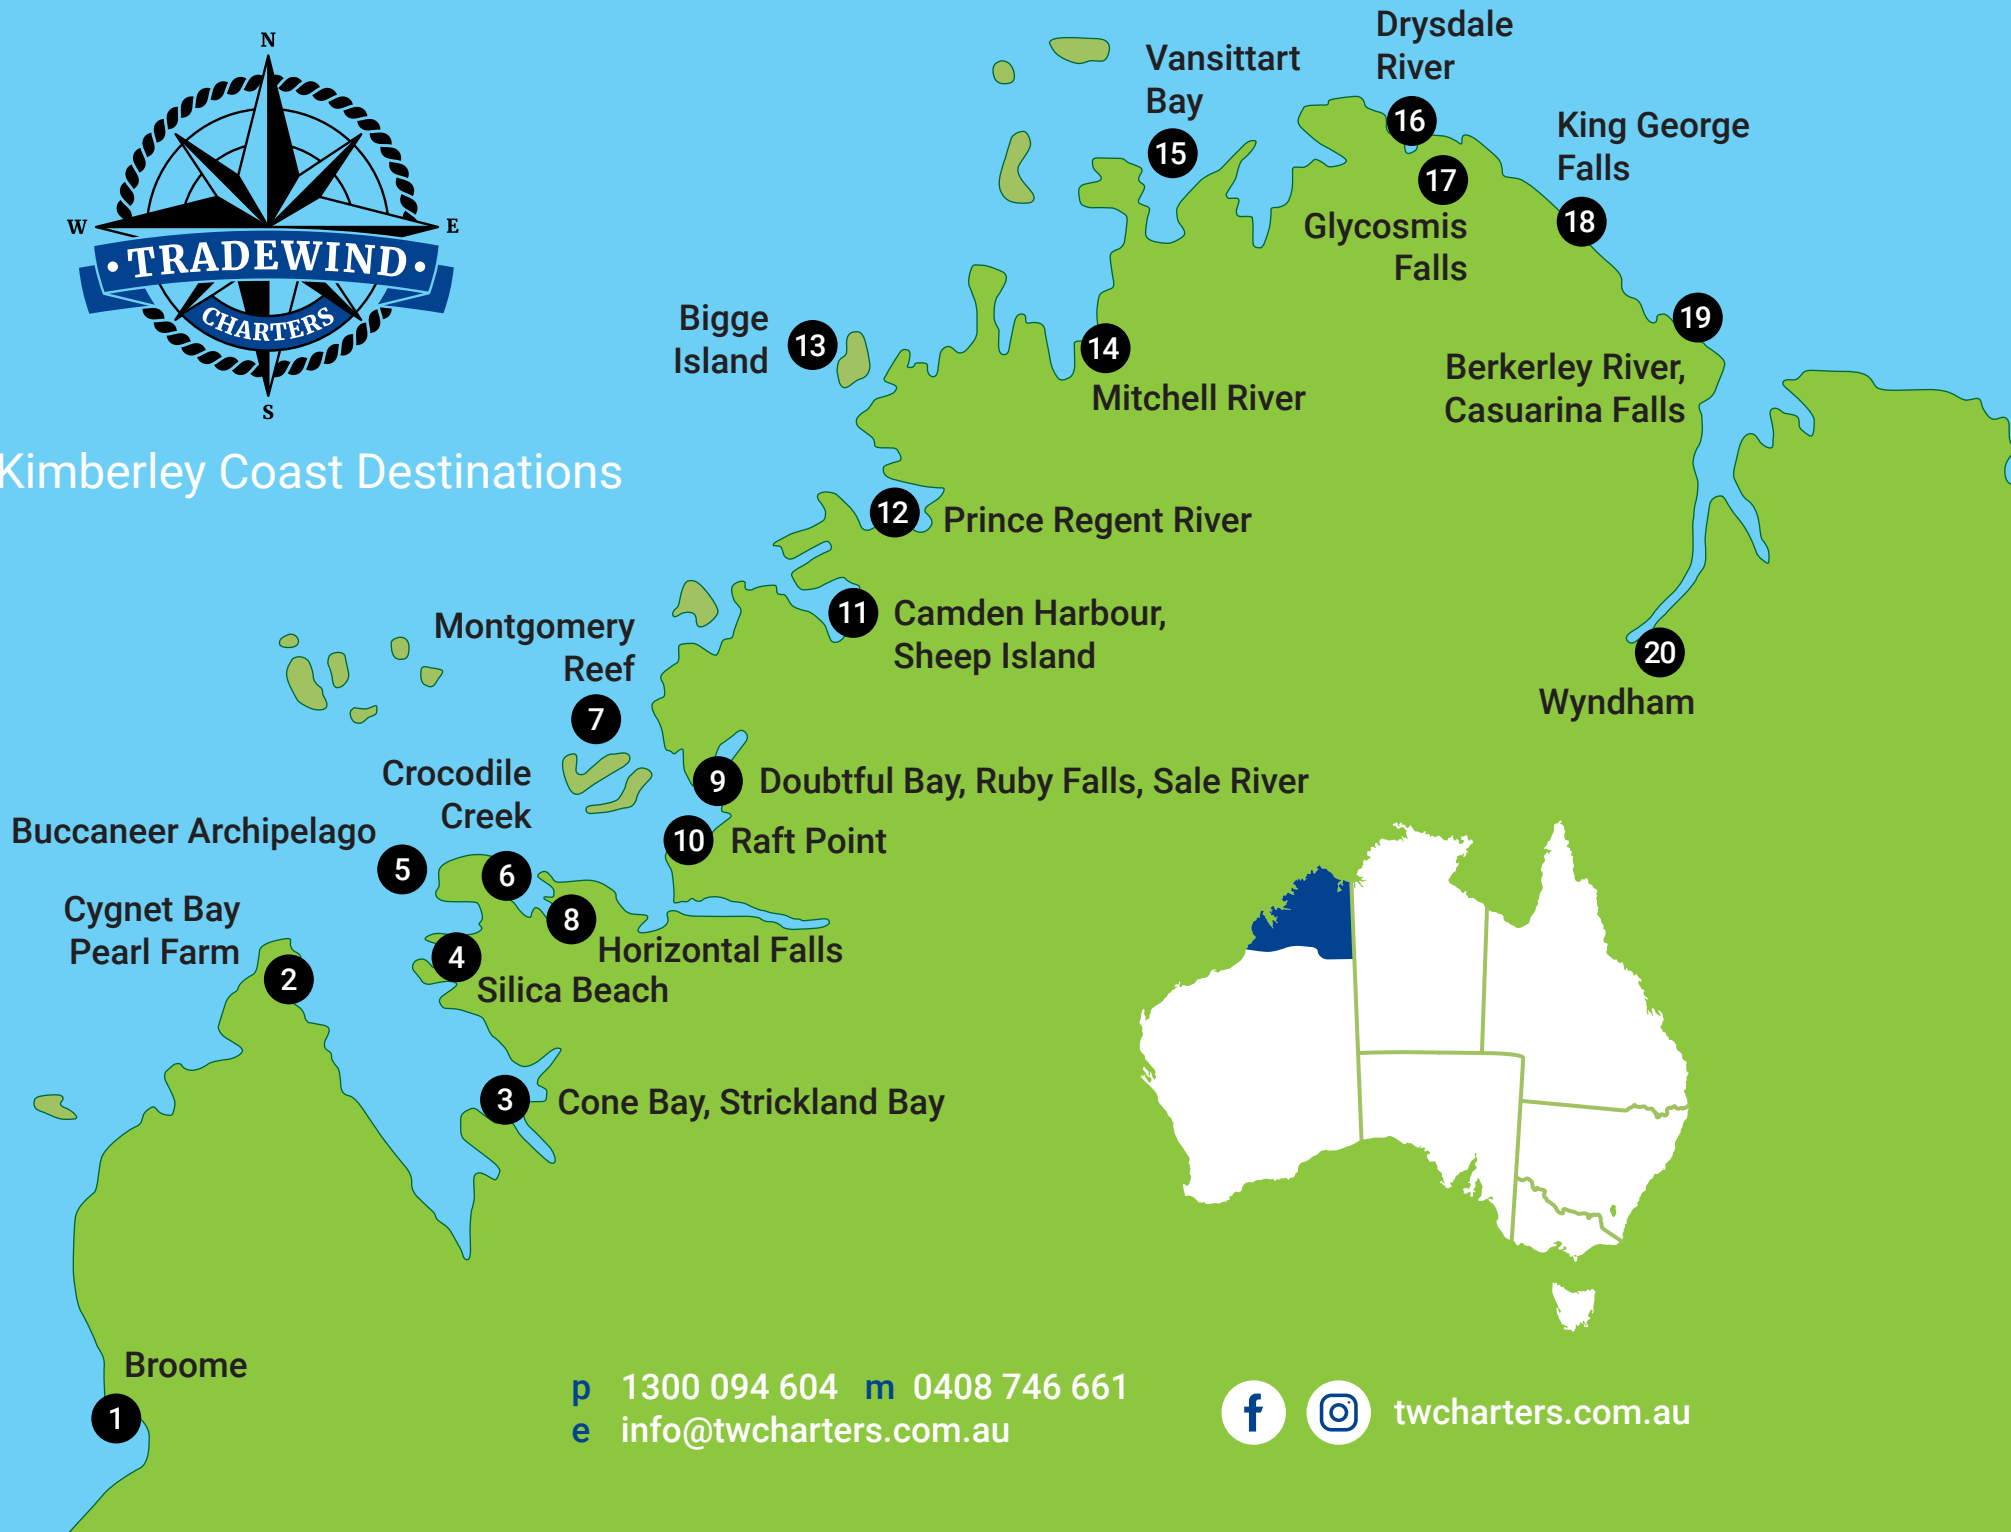 N
W
E
• TRADEWIND •
CHARTERS
S
Kimberley Coast Destinations
Drysdale
River
16
Vansittart
Bay
15
King George
Falls
18
17
Glycosmis
Falls
Bigge
Island
13
14
Mitchell River
19
Berkerley River,
Casuarina Falls
12
Prince Regent River
11
Camden Harbour,
Sheep Island
20
Wyndham
Montgomery
Reef
7
9
Doubtful Bay, Ruby Falls, Sale River
10
Raft Point
Crocodile
Creek
6
Buccaneer Archipelago
5
8
Horizontal Falls
Cygnet Bay
Pearl Farm
2
4
Silica Beach
3
Cone Bay, Strickland Bay
Broome
1
p 1300 094 604 m 0408 746 661
e info@twcharters.com.au
twcharters.com.au